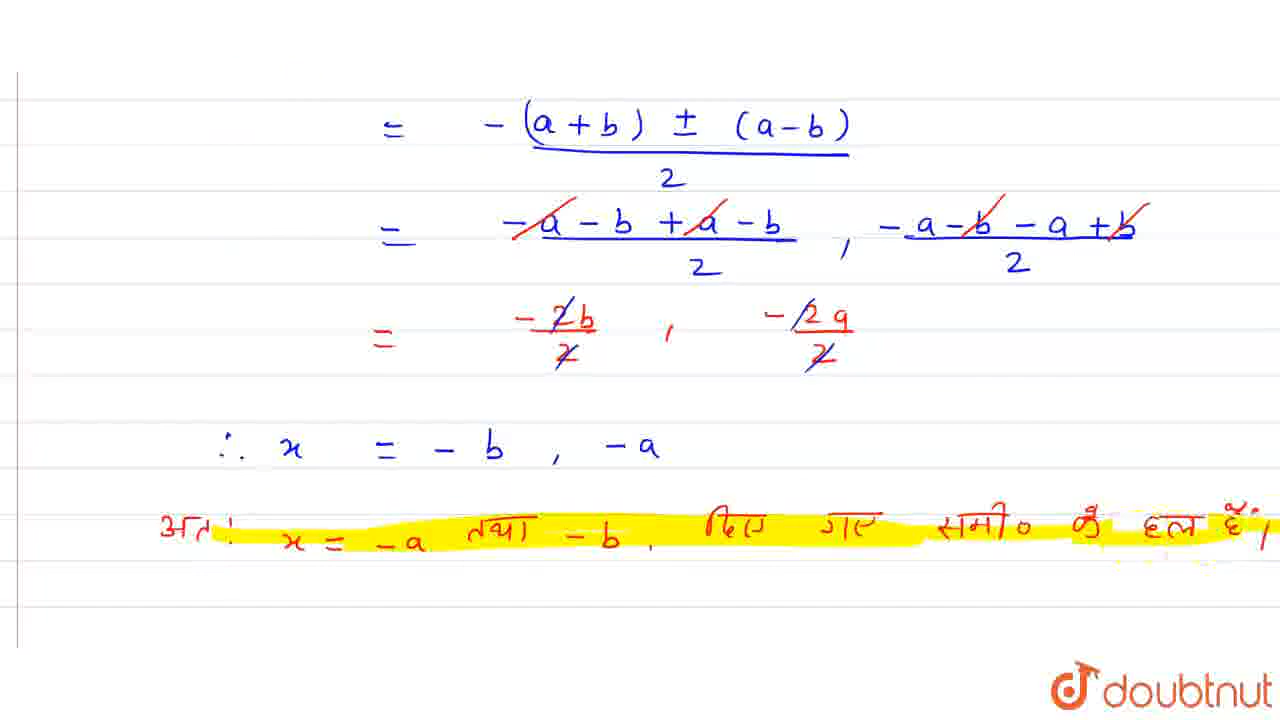 = -(a+b) ± (a-b) / 2
= -a - b + a - b / 2 , -a - b - a + b / 2
= -2b / 2 , -2a / 2
∴ x = - b , - a
अतः x = -a तथा -b, दिए गए समी० के हल हैं,
doubtnut